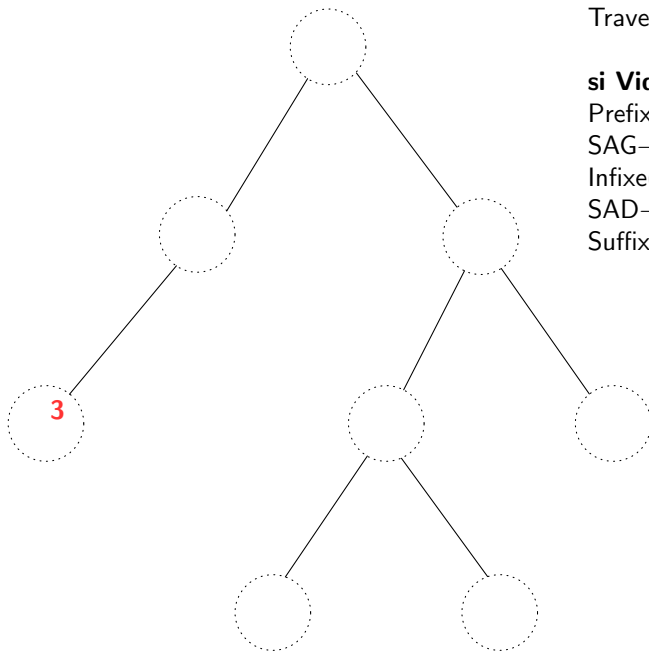 Trave
si Vid
Prefix
SAG–
Infixe
SAD–
Suffix
3